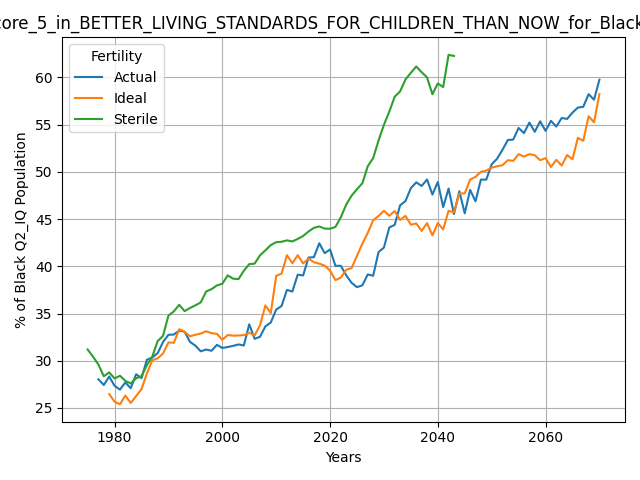 core_5_in_BETTER_LIVING_STANDARDS_FOR_CHILDREN_THAN_NOW_for_Black
Fertility
Actual
Ideal
Sterile
% of Black Q2_IQ Population
60
55
50
45
40
35
30
25
1980 2000 2020 2040 2060
Years